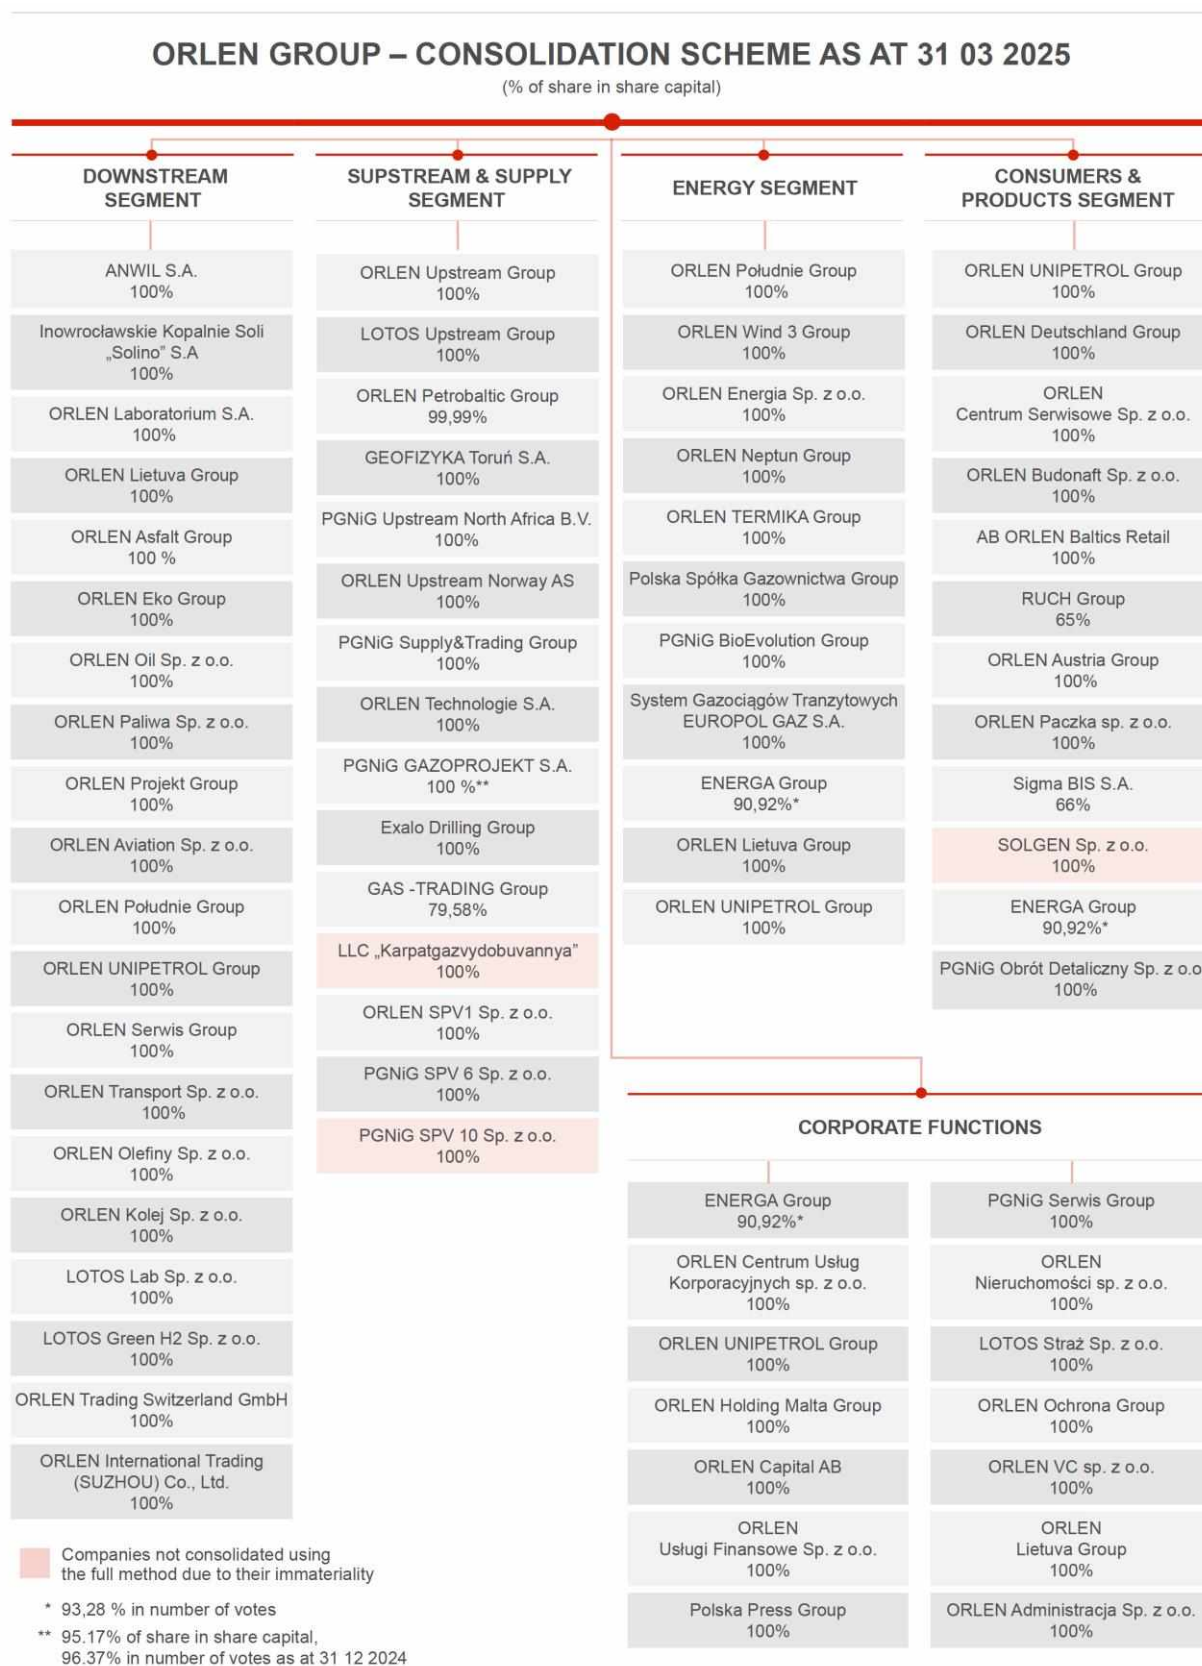 ORLEN GROUP – CONSOLIDATION SCHEME AS AT 31 03 2025
(% of share in share capital)
DOWNSTREAM
SEGMENT
ANWIL S.A.
100%
Inowrocławskie Kopalnie Soli
„Solino” S.A
100%
ORLEN Laboratorium S.A.
100%
ORLEN Lietuva Group
100%
ORLEN Asfalt Group
100 %
ORLEN Eko Group
100%
ORLEN Oil Sp. z o.o.
100%
ORLEN Paliwa Sp. z o.o.
100%
ORLEN Projekt Group
100%
ORLEN Aviation Sp. z o.o.
100%
ORLEN Południe Group
100%
ORLEN UNIPETROL Group
100%
ORLEN Serwis Group
100%
ORLEN Transport Sp. z o.o.
100%
ORLEN Olefiny Sp. z o.o.
100%
ORLEN Kolej Sp. z o.o.
100%
LOTOS Lab Sp. z o.o.
100%
LOTOS Green H2 Sp. z o.o.
100%
ORLEN Trading Switzerland GmbH
100%
ORLEN International Trading
(SUZHOU) Co., Ltd.
100%
SUPSTREAM & SUPPLY
SEGMENT
ORLEN Upstream Group
100%
LOTOS Upstream Group
100%
ORLEN Petrobaltic Group
99,99%
GEOFIZYKA Toruń S.A.
100%
PGNiG Upstream North Africa B.V.
100%
ORLEN Upstream Norway AS
100%
PGNiG Supply&Trading Group
100%
ORLEN Technologie S.A.
100%
PGNiG GAZOPROJEKT S.A.
100 %**
Exalo Drilling Group
100%
GAS -TRADING Group
79,58%
LLC „Karpatgazvydobuvannya”
100%
ORLEN SPV1 Sp. z o.o.
100%
PGNiG SPV 6 Sp. z o.o.
100%
PGNiG SPV 10 Sp. z o.o.
100%
ENERGY SEGMENT
ORLEN Południe Group
100%
ORLEN Wind 3 Group
100%
ORLEN Energia Sp. z o.o.
100%
ORLEN Neptun Group
100%
ORLEN TERMIKA Group
100%
Polska Spółka Gazownictwa Group
100%
PGNiG BioEvolution Group
100%
System Gazociągów Tranzytowych
EUROPOL GAZ S.A.
100%
ENERGA Group
90,92%*
ORLEN Lietuva Group
100%
ORLEN UNIPETROL Group
100%
CONSUMERS &
PRODUCTS SEGMENT
ORLEN UNIPETROL Group
100%
ORLEN Deutschland Group
100%
ORLEN
Centrum Serwisowe Sp. z o.o.
100%
ORLEN Budonaft Sp. z o.o.
100%
AB ORLEN Baltics Retail
100%
RUCH Group
65%
ORLEN Austria Group
100%
ORLEN Paczka sp. z o.o.
100%
Sigma BIS S.A.
66%
SOLGEN Sp. z o.o.
100%
ENERGA Group
90,92%*
PGNiG Obrót Detaliczny Sp. z o.o
100%
CORPORATE FUNCTIONS
ENERGA Group
90,92%*
ORLEN Centrum Usług
Korporacyjnych sp. z o.o.
100%
ORLEN UNIPETROL Group
100%
ORLEN Holding Malta Group
100%
ORLEN Capital AB
100%
ORLEN
Usługi Finansowe Sp. z o.o.
100%
Polska Press Group
100%
PGNiG Serwis Group
100%
ORLEN
Nieruchomości sp. z o.o.
100%
LOTOS Straż Sp. z o.o.
100%
ORLEN Ochrona Group
100%
ORLEN VC sp. z o.o.
100%
ORLEN
Lietuva Group
100%
ORLEN Administracja Sp. z o.o.
100%
Companies not consolidated using
the full method due to their immateriality
* 93,28 % in number of votes
** 95.17% of share in share capital,
96.37% in number of votes as at 31 12 2024